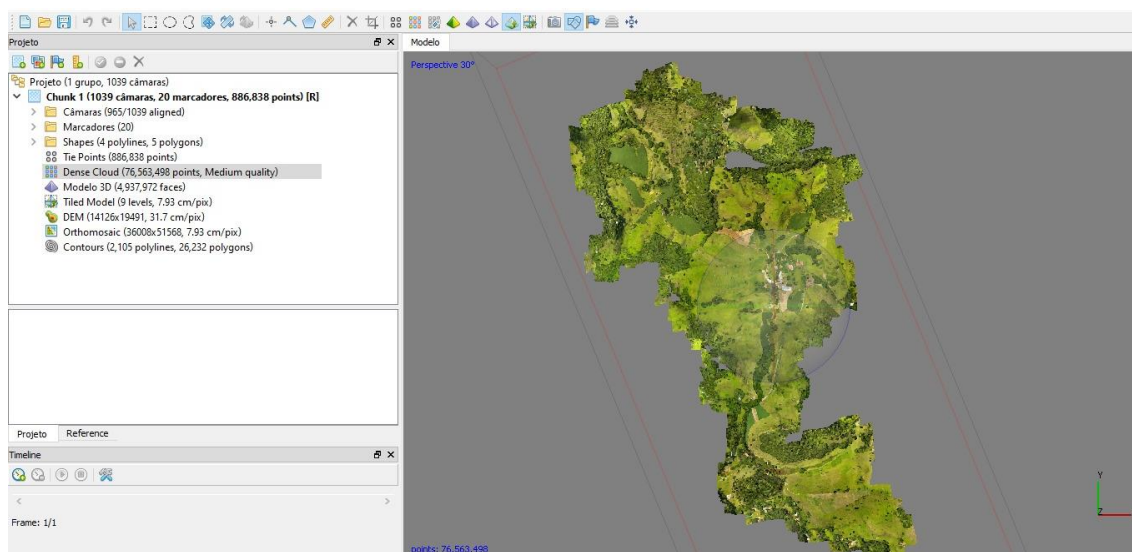 Projeto
Modelo
Perspective 30°
Projeto (1 grupo, 1039 câmaras)
Chunk 1 (1039 câmaras, 20 marcadores, 886,838 points) [R]
Câmaras (965/1039 aligned)
Marcadores (20)
Shapes (4 polylines, 5 polygons)
Tie Points (886,838 points)
Dense Cloud (76,563,498 points, Medium quality)
Modelo 3D (4,937,972 faces)
Tiled Model (9 levels, 7.93 cm/pix)
DEM (14126x19491, 31.7 cm/pix)
Orthomosaic (36008x51568, 7.93 cm/pix)
Contours (2,105 polylines, 26,232 polygons)
Projeto
Reference
Timeline
Frame: 1/1
Y
Z
points: 76,563,498